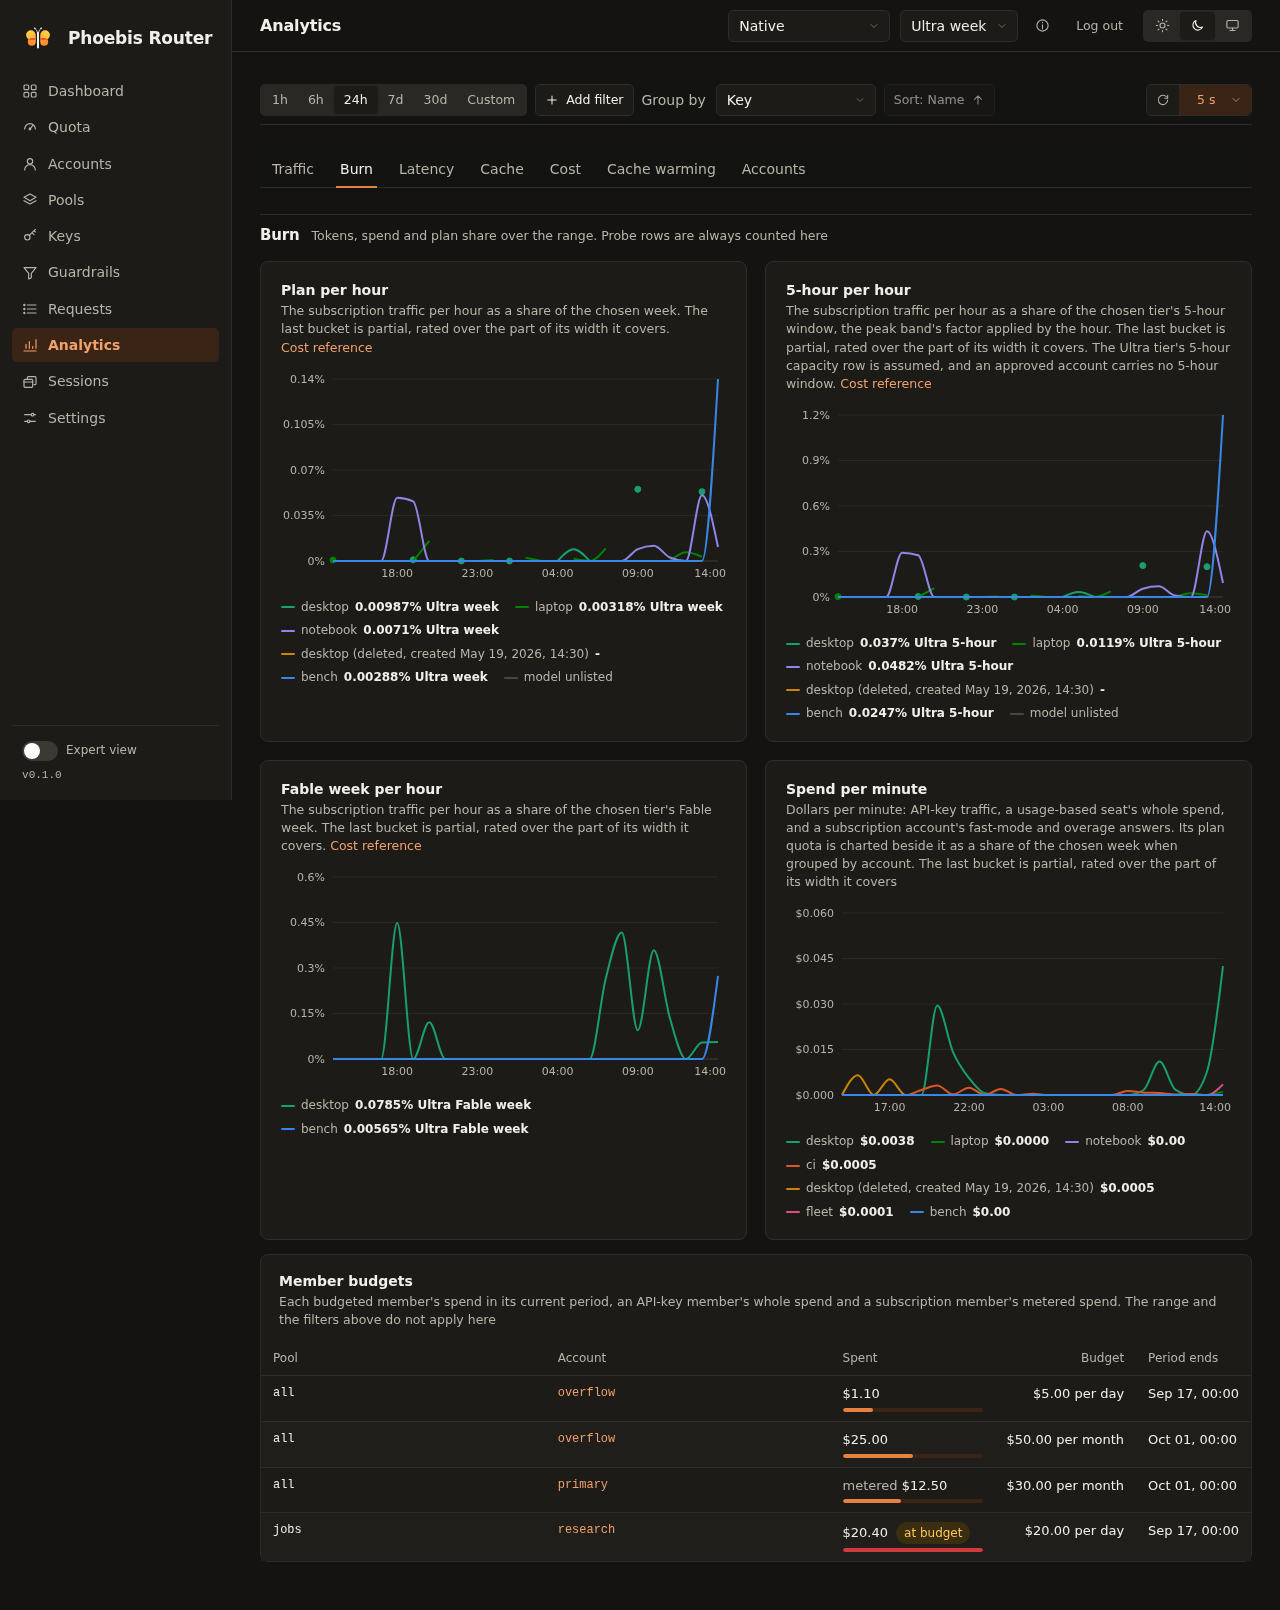 Phoebis Router
Dashboard
Quota
Accounts
Pools
Keys
Guardrails
Requests
Analytics
Sessions
Settings
Expert view
v0.1.0
Analytics
Native
Ultra week
Log out
1h 6h 24h 7d 30d Custom
Add filter
Group by
Key
Sort: Name
5 s
Traffic Burn Latency Cache Cost Cache warming Accounts
Burn Tokens, spend and plan share over the range. Probe rows are always counted here
Plan per hour
The subscription traffic per hour as a share of the chosen week. The
last bucket is partial, rated over the part of its width it covers.
Cost reference
0.14%
0.105%
0.07%
0.035%
0%
18:00 23:00 04:00 09:00 14:00
desktop 0.00987% Ultra week laptop 0.00318% Ultra week
notebook 0.0071% Ultra week
desktop (deleted, created May 19, 2026, 14:30) -
bench 0.00288% Ultra week model unlisted
5-hour per hour
The subscription traffic per hour as a share of the chosen tier's 5-hour
window, the peak band's factor applied by the hour. The last bucket is
partial, rated over the part of its width it covers. The Ultra tier's 5-hour
capacity row is assumed, and an approved account carries no 5-hour
window. Cost reference
1.2%
0.9%
0.6%
0.3%
0%
18:00 23:00 04:00 09:00 14:00
desktop 0.037% Ultra 5-hour laptop 0.0119% Ultra 5-hour
notebook 0.0482% Ultra 5-hour
desktop (deleted, created May 19, 2026, 14:30) -
bench 0.0247% Ultra 5-hour model unlisted
Fable week per hour
The subscription traffic per hour as a share of the chosen tier's Fable
week. The last bucket is partial, rated over the part of its width it
covers. Cost reference
0.6%
0.45%
0.3%
0.15%
0%
18:00 23:00 04:00 09:00 14:00
desktop 0.0785% Ultra Fable week
bench 0.00565% Ultra Fable week
Spend per minute
Dollars per minute: API-key traffic, a usage-based seat's whole spend,
and a subscription account's fast-mode and overage answers. Its plan
quota is charted beside it as a share of the chosen week when
grouped by account. The last bucket is partial, rated over the part of
its width it covers
$0.060
$0.045
$0.030
$0.015
$0.000
17:00 22:00 03:00 08:00 14:00
desktop $0.0038 laptop $0.0000 notebook $0.00
ci $0.0005
desktop (deleted, created May 19, 2026, 14:30) $0.0005
fleet $0.0001 bench $0.00
Member budgets
Each budgeted member's spend in its current period, an API-key member's whole spend and a subscription member's metered spend. The range and
the filters above do not apply here
Pool Account Spent Budget Period ends
all overflow $1.10 $5.00 per day Sep 17, 00:00
all overflow $25.00 $50.00 per month Oct 01, 00:00
all primary metered $12.50 $30.00 per month Oct 01, 00:00
jobs research $20.40 at budget $20.00 per day Sep 17, 00:00